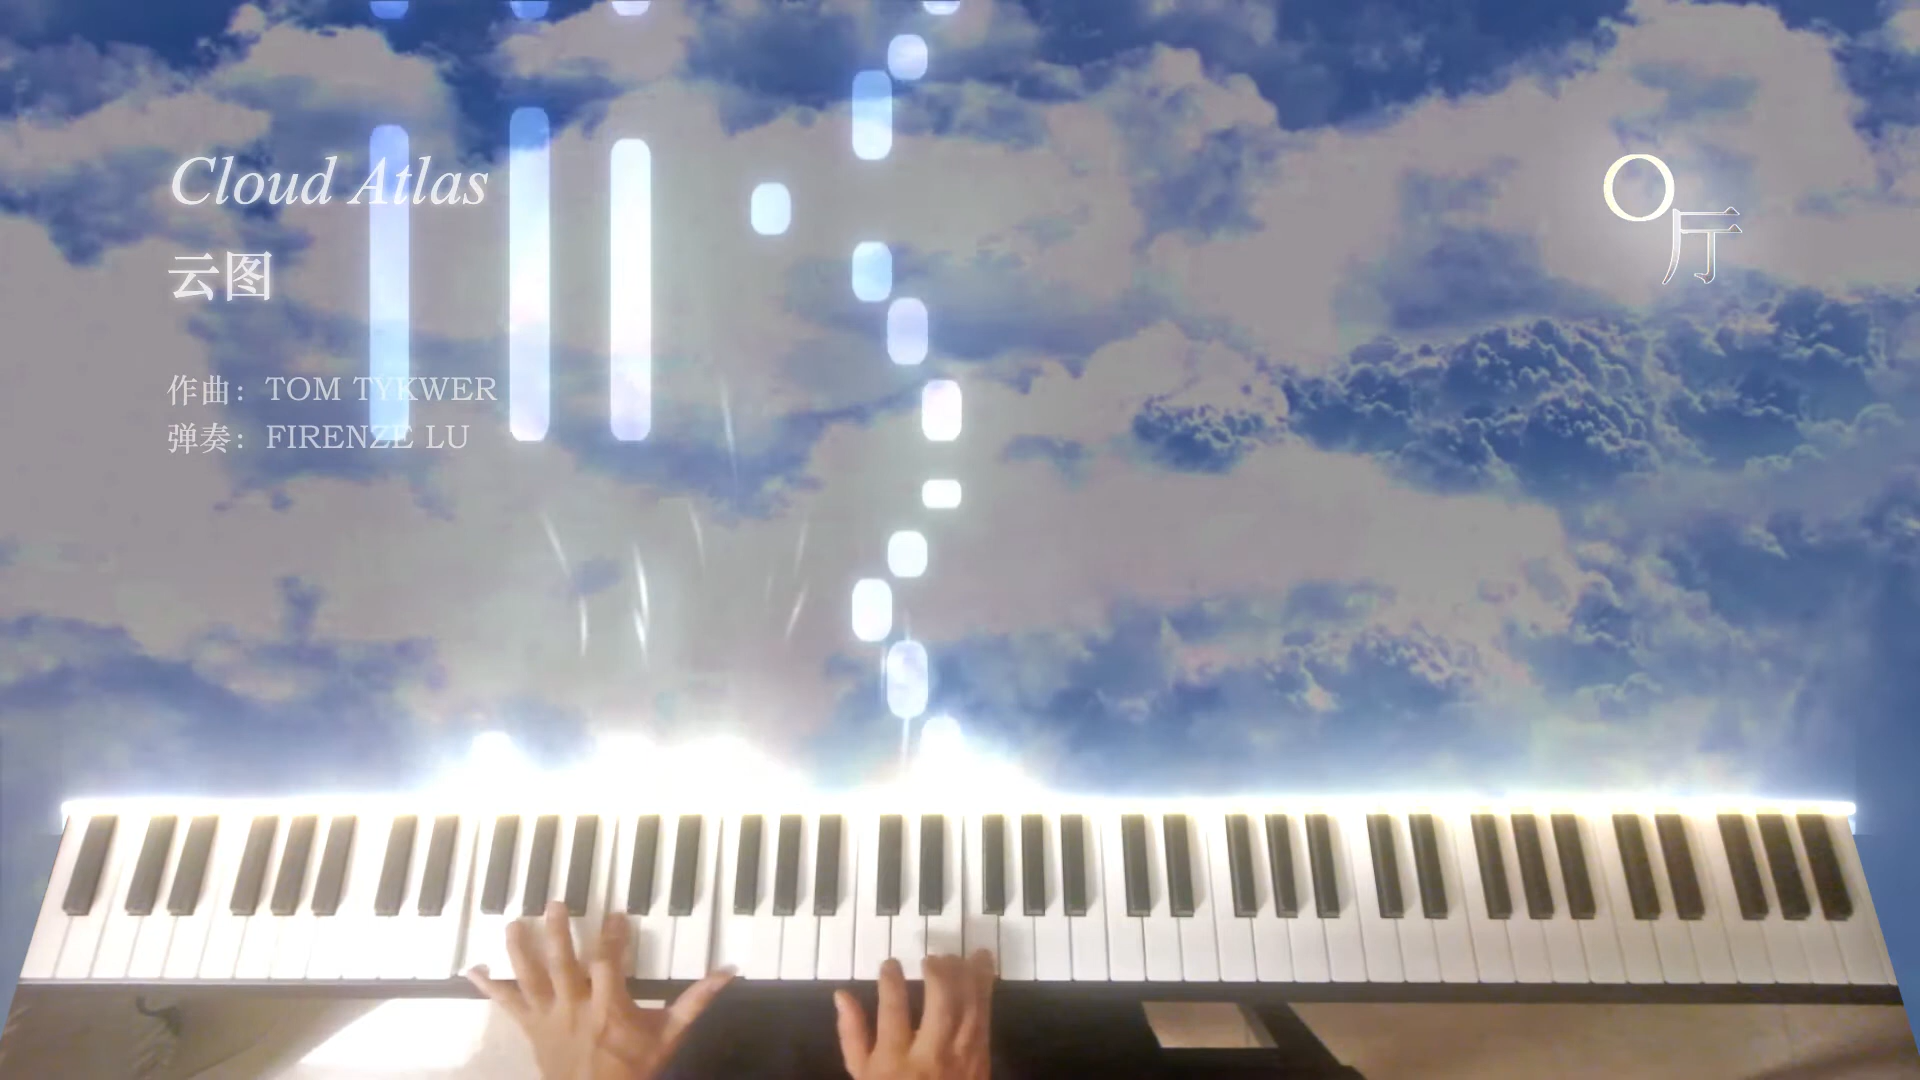 Cloud Atlas
云图
作曲：TOM TYKWER
弹奏：FIRENZE LU
O厅